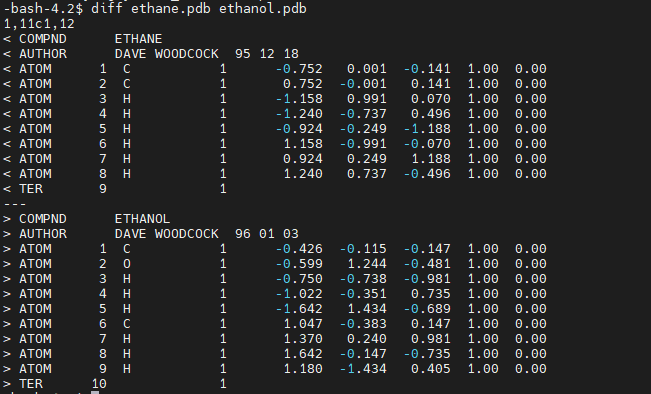 -bash-4.2$ diff ethane.pdb ethanol.pdb
1,11c1,12
< COMPND      ETHANE
< AUTHOR      DAVE WOODCOCK  95 12 18
< ATOM      1  C           1      -0.752   0.001  -0.141  1.00  0.00
< ATOM      2  C           1       0.752  -0.001   0.141  1.00  0.00
< ATOM      3  H           1      -1.158   0.991   0.070  1.00  0.00
< ATOM      4  H           1      -1.240  -0.737   0.496  1.00  0.00
< ATOM      5  H           1      -0.924  -0.249  -1.188  1.00  0.00
< ATOM      6  H           1       1.158  -0.991  -0.070  1.00  0.00
< ATOM      7  H           1       0.924   0.249   1.188  1.00  0.00
< ATOM      8  H           1       1.240   0.737  -0.496  1.00  0.00
< TER       9              1
---
> COMPND      ETHANOL
> AUTHOR      DAVE WOODCOCK  96 01 03
> ATOM      1  C           1      -0.426  -0.115  -0.147  1.00  0.00
> ATOM      2  O           1      -0.599   1.244  -0.481  1.00  0.00
> ATOM      3  H           1      -0.750  -0.738  -0.981  1.00  0.00
> ATOM      4  H           1      -1.022  -0.351   0.735  1.00  0.00
> ATOM      5  H           1      -1.642   1.434  -0.689  1.00  0.00
> ATOM      6  C           1       1.047  -0.383   0.147  1.00  0.00
> ATOM      7  H           1       1.370   0.240   0.981  1.00  0.00
> ATOM      8  H           1       1.642  -0.147  -0.735  1.00  0.00
> ATOM      9  H           1       1.180  -1.434   0.405  1.00  0.00
> TER      10              1